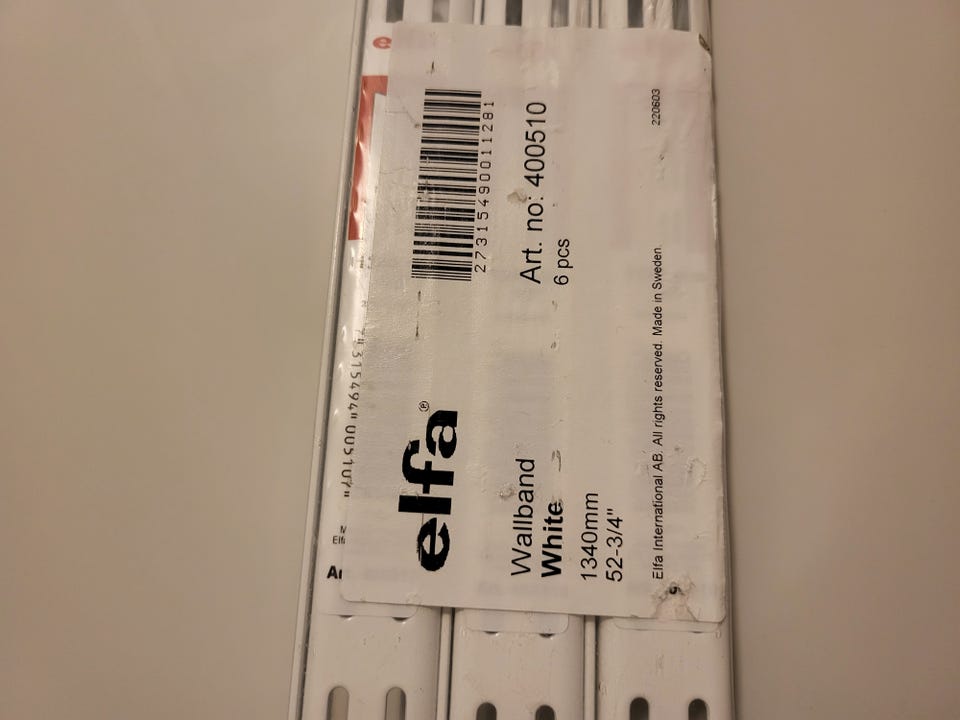 elfa®
27315490011281
Art. no: 400510
6 pcs
Wallband
White
1340mm
52-3/4"
Elfa International AB. All rights reserved. Made in Sweden.
220603